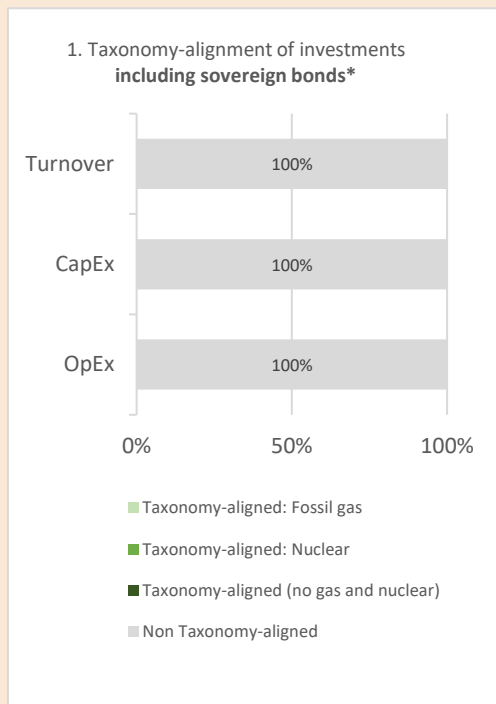 1. Taxonomy-alignment of investments
including sovereign bonds*
Turnover
100%
CapEx
100%
OpEx
100%
0%
50%
100%
Taxonomy-aligned: Fossil gas
Taxonomy-aligned: Nuclear
Taxonomy-aligned (no gas and nuclear)
Non Taxonomy-aligned